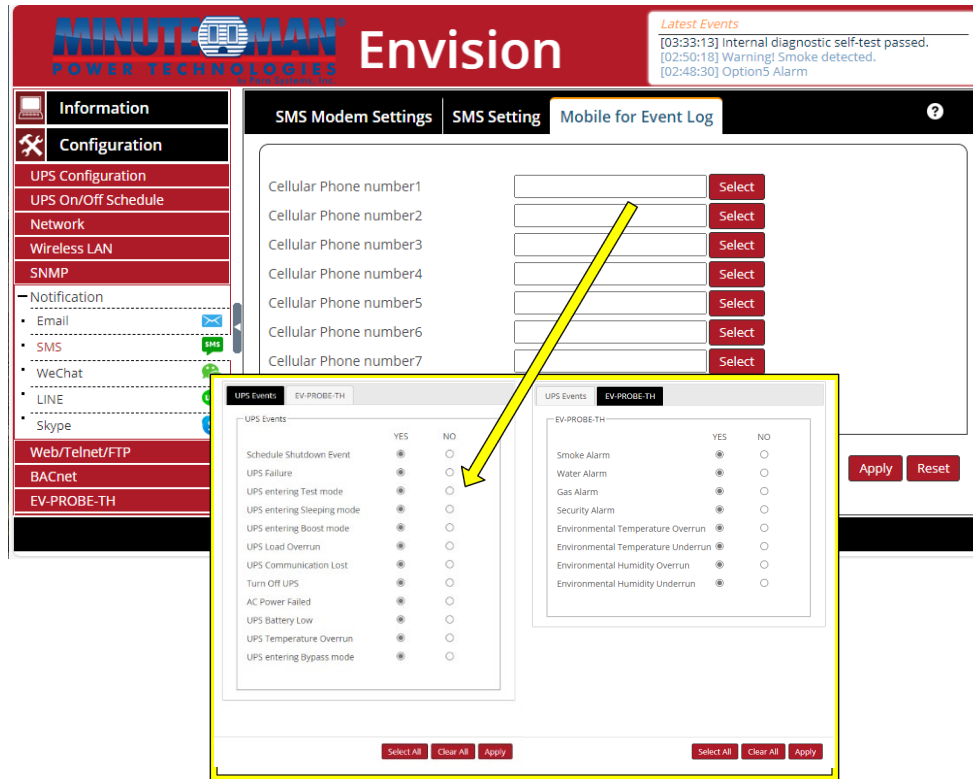 MINUTEMAN®
POWER TECHNOLOGIES
by Para Systems, Inc.
Envision
Latest Events
[03:33:13] Internal diagnostic self-test passed.
[02:50:18] Warning! Smoke detected.
[02:48:30] Option5 Alarm
Information
Configuration
UPS Configuration
UPS On/Off Schedule
Network
Wireless LAN
SNMP
Notification
Email
SMS
SMS
WeChat
LINE
Skype
Web/Telnet/FTP
BACnet
EV-PROBE-TH
SMS Modem Settings
SMS Setting
Mobile for Event Log
?
Cellular Phone number1 Select
Cellular Phone number2 Select
Cellular Phone number3 Select
Cellular Phone number4 Select
Cellular Phone number5 Select
Cellular Phone number6 Select
Cellular Phone number7 Select
Apply Reset
UPS Events EV-PROBE-TH
UPS Events
YES NO
Schedule Shutdown Event
UPS Failure
UPS entering Test mode
UPS entering Sleeping mode
UPS entering Boost mode
UPS Load Overrun
UPS Communication Lost
Turn Off UPS
AC Power Failed
UPS Battery Low
UPS Temperature Overrun
UPS entering Bypass mode
Select All Clear All Apply
UPS Events EV-PROBE-TH
EV-PROBE-TH
YES NO
Smoke Alarm
Water Alarm
Gas Alarm
Security Alarm
Environmental Temperature Overrun
Environmental Temperature Underrun
Environmental Humidity Overrun
Environmental Humidity Underrun
Select All Clear All Apply